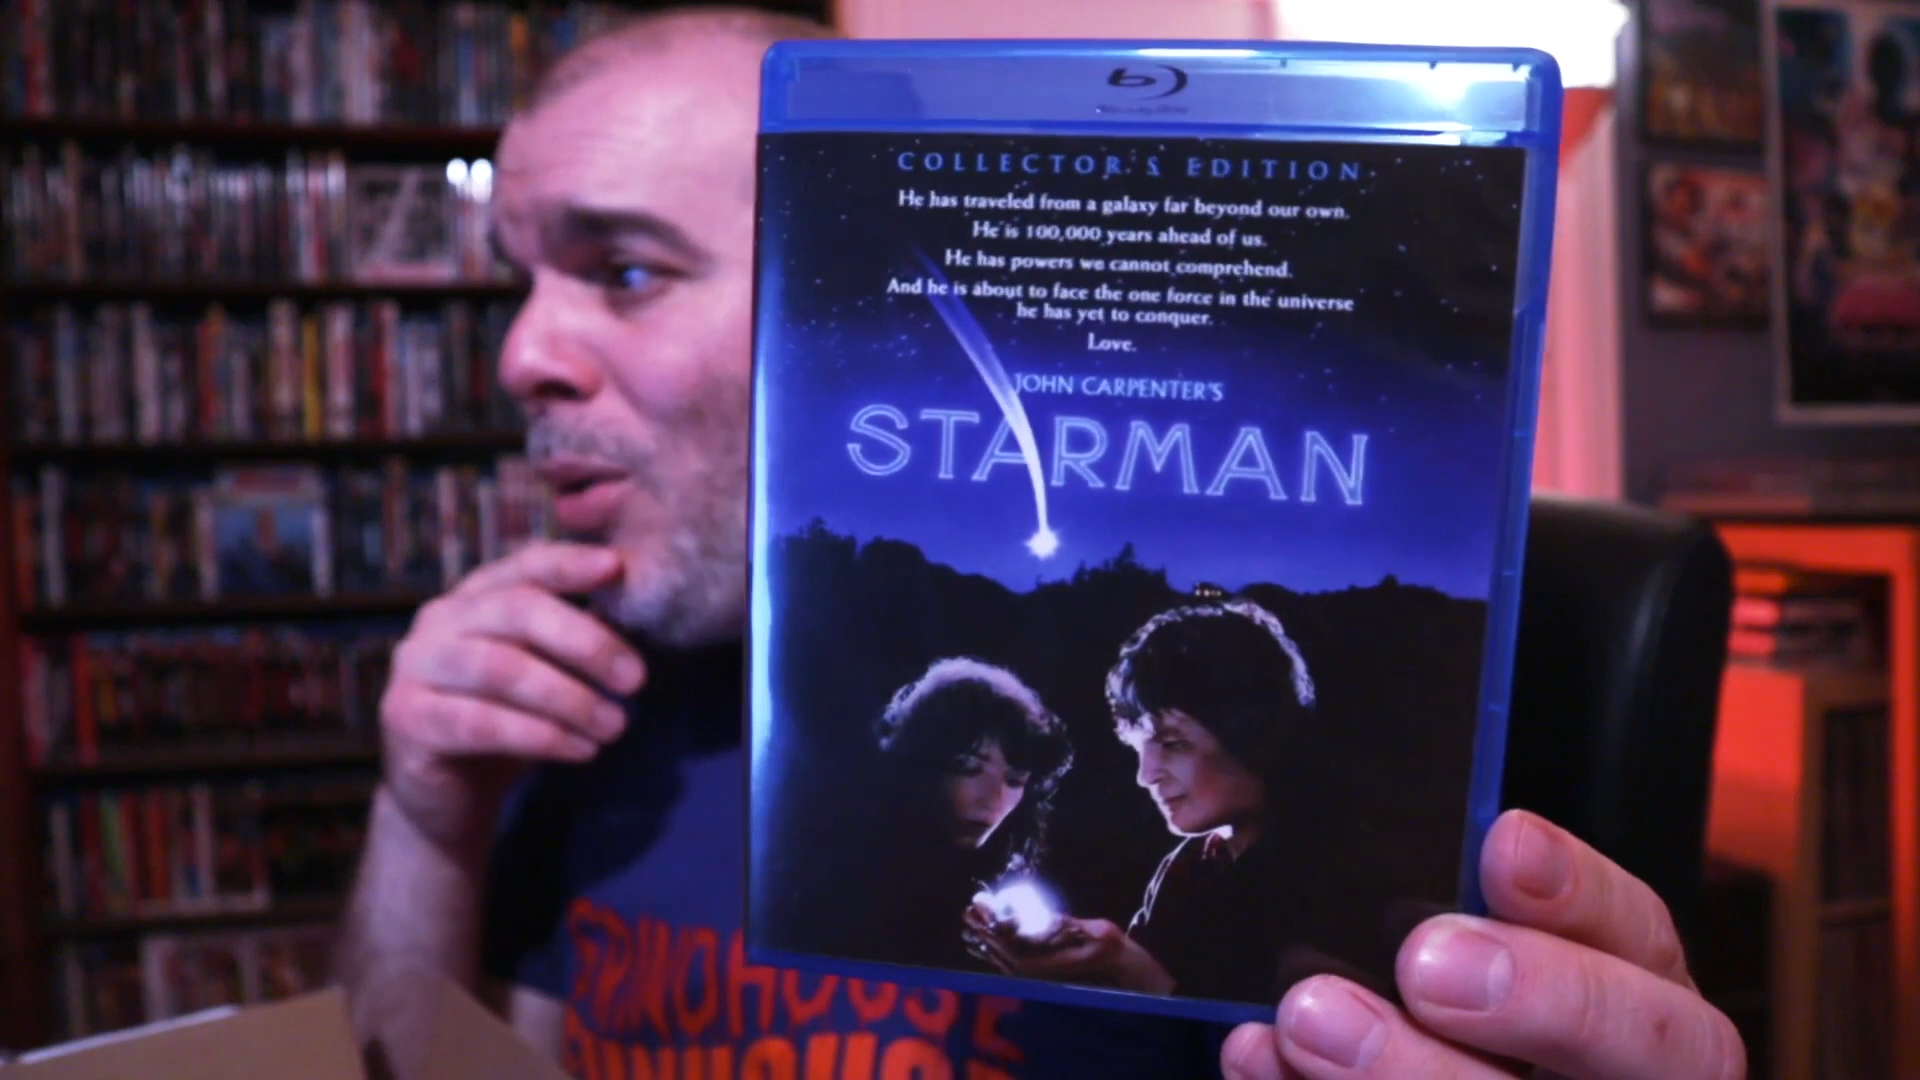 COLLECTOR'S EDITION
He has traveled from a galaxy far beyond our own.
He is 100,000 years ahead of us.
He has powers we cannot comprehend.
And he is about to face the one force in the universe
he has yet to conquer.
Love.
JOHN CARPENTER'S
STARMAN
GRINDHOUSE